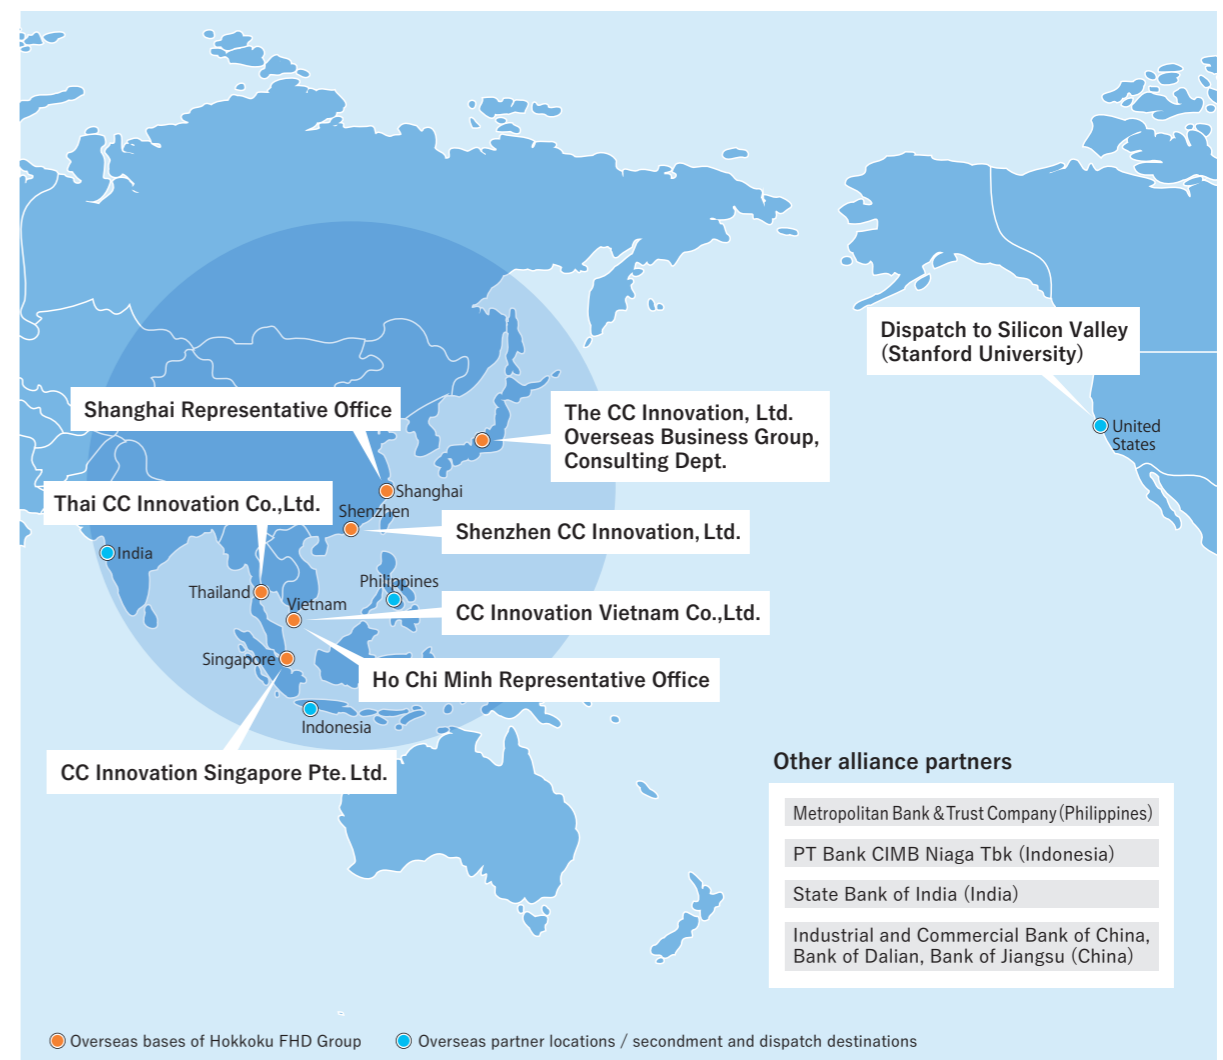 Dispatch to Silicon Valley
(Stanford University)
United
States
Shanghai Representative Office
The CC Innovation, Ltd.
Overseas Business Group,
Consulting Dept.
Shanghai
Thai CC Innovation Co.,Ltd.
Shenzhen
Shenzhen CC Innovation, Ltd.
India
Philippines
Thailand
Vietnam
CC Innovation Vietnam Co.,Ltd.
Singapore
Ho Chi Minh Representative Office
Indonesia
CC Innovation Singapore Pte. Ltd.
Other alliance partners
Metropolitan Bank & Trust Company (Philippines)
PT Bank CIMB Niaga Tbk (Indonesia)
State Bank of India (India)
Industrial and Commercial Bank of China,
Bank of Dalian, Bank of Jiangsu (China)
Overseas bases of Hokkoku FHD Group
Overseas partner locations / secondment and dispatch destinations